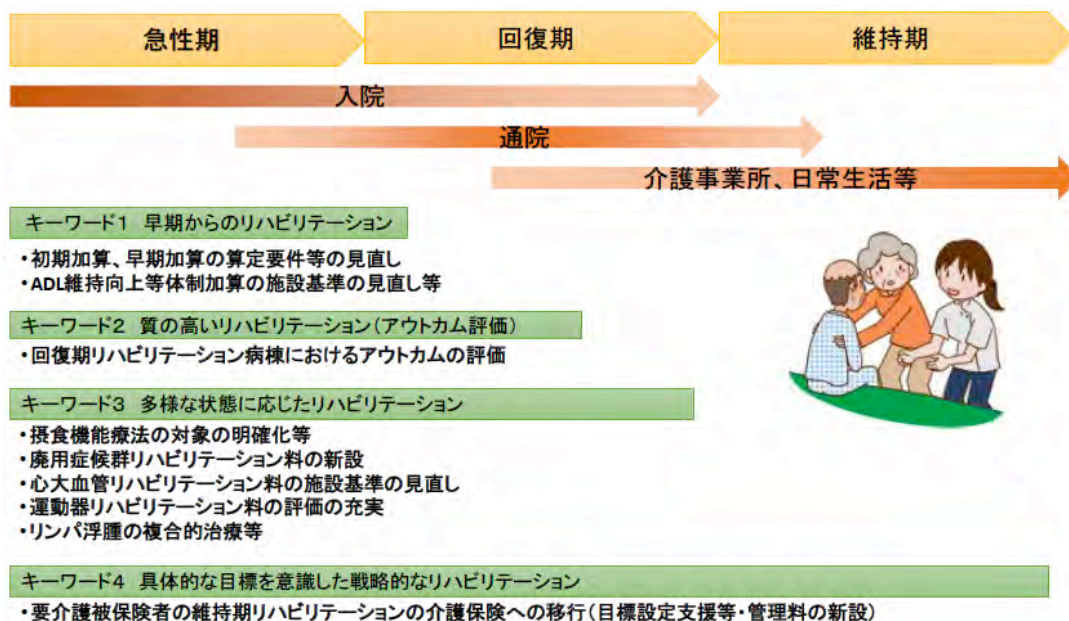 急性期
回復期
維持期
入院
通院
介護事業所、日常生活等
キーワード1 早期からのリハビリテーション
・初期加算、早期加算の算定要件等の見直し
・ADL維持向上等体制加算の施設基準の見直し等
キーワード2 質の高いリハビリテーション(アウトカム評価)
・回復期リハビリテーション病棟におけるアウトカムの評価
キーワード3 多様な状態に応じたリハビリテーション
・摂食機能療法の対象の明確化等
・廃用症候群リハビリテーション料の新設
・心大血管リハビリテーション料の施設基準の見直し
・運動器リハビリテーション料の評価の充実
・リンパ浮腫の複合的治療等
キーワード4 具体的な目標を意識した戦略的なリハビリテーション
・要介護被保険者の維持期リハビリテーションの介護保険への移行(目標設定支援等・管理料の新設)